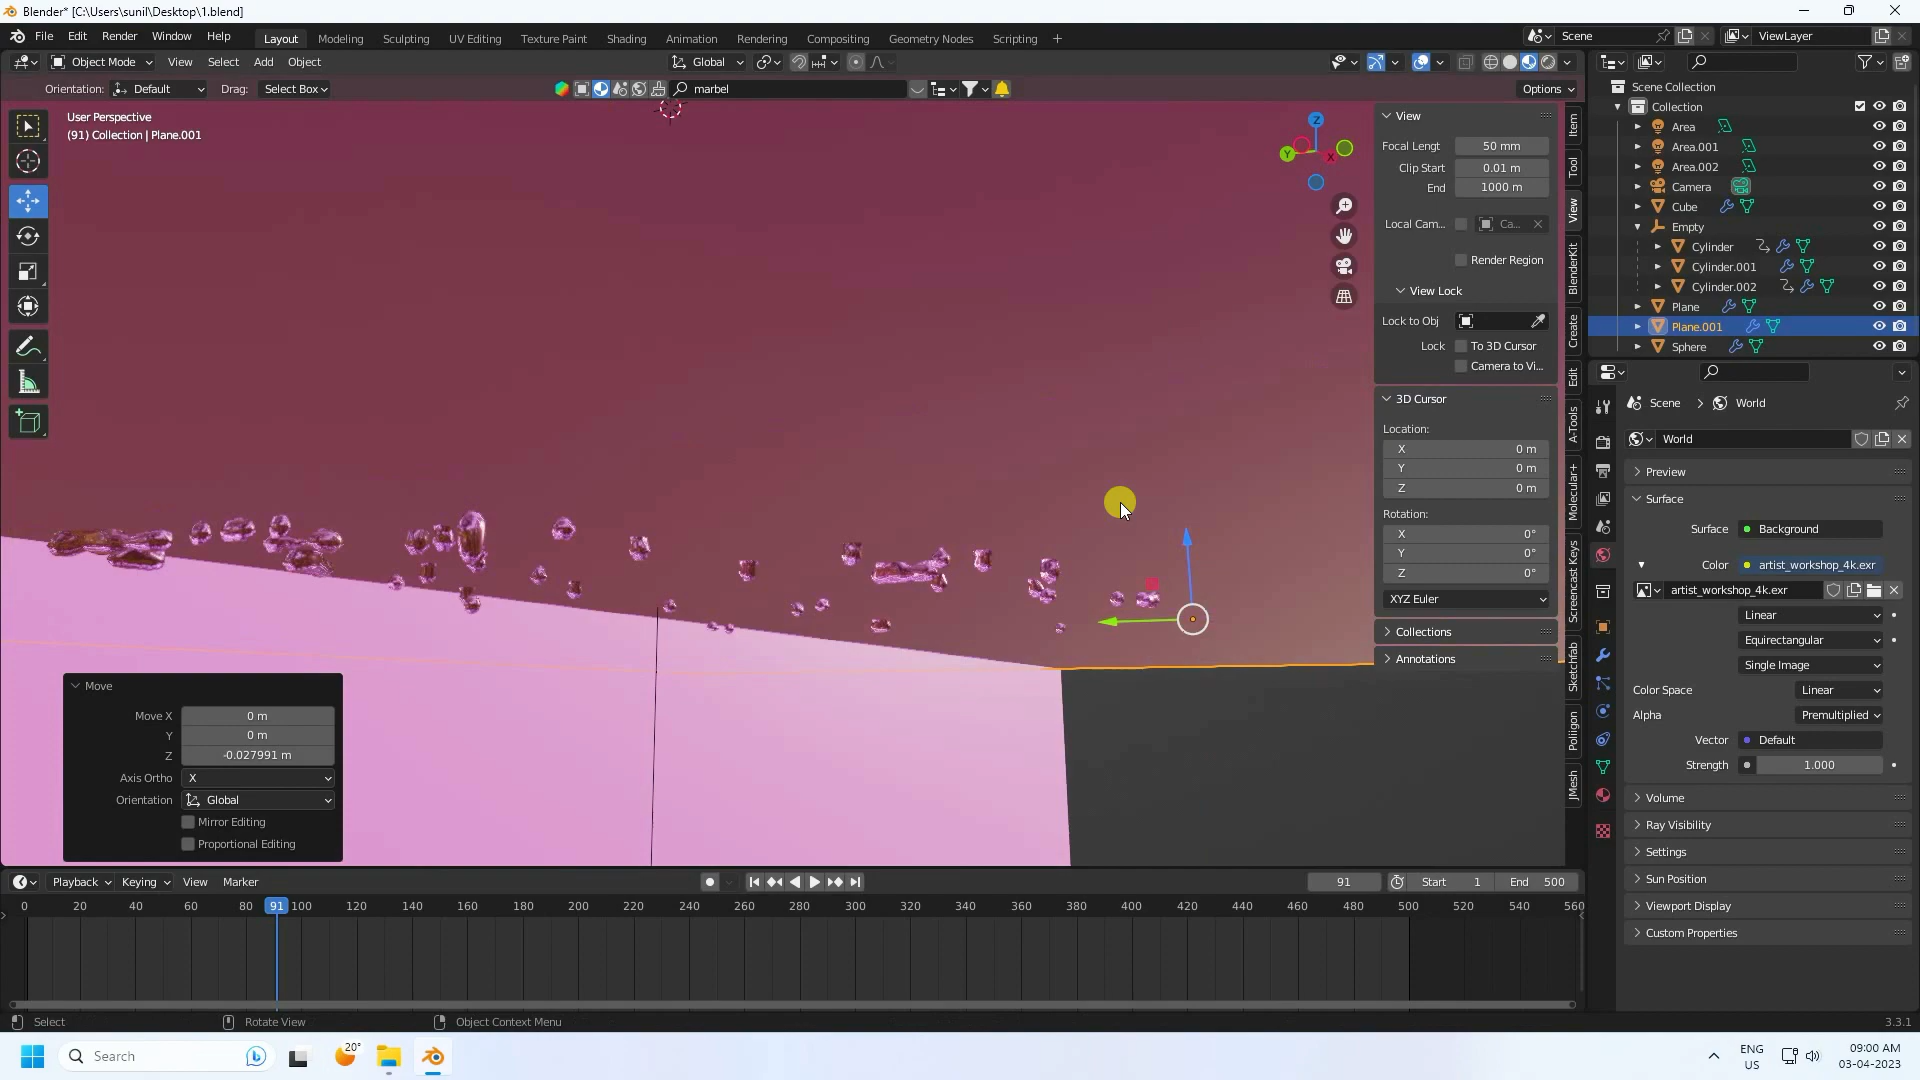 Blender* [C:\Users\sunil\Desktop\1.blend]
File Edit Render Window Help
Layout Modeling Sculpting UV Editing Texture Paint Shading Animation Rendering Compositing Geometry Nodes Scripting +
Scene
ViewLayer
Object Mode View Select Add Object
Global
Orientation: Default Drag: Select Box
marbel
Options
User Perspective
(91) Collection | Plane.001
Z
Y
X
View
Focal Lengt 50 mm
Clip Start 0.01 m
End 1000 m
Local Cam... Ca...
Render Region
View Lock
Lock to Obj
Lock To 3D Cursor
Camera to Vi...
3D Cursor
Location:
X 0 m
Y 0 m
Z 0 m
Rotation:
X 0°
Y 0°
Z 0°
XYZ Euler
Collections
Annotations
Item
Tool
View
BlenderKit
Create
Edit
A-Tools
Molecular+
Screencast Keys
Sketchfab
Poliigon
JMesh
Scene Collection
Collection
Area
Area.001
Area.002
Camera
Cube
Empty
Cylinder
Cylinder.001
Cylinder.002
Plane
Plane.001
Sphere
Scene World
World
Preview
Surface
Surface Background
Color artist_workshop_4k.exr
artist_workshop_4k.exr
Linear
Equirectangular
Single Image
Color Space Linear
Alpha Premultiplied
Vector Default
Strength 1.000
Volume
Ray Visibility
Settings
Sun Position
Viewport Display
Custom Properties
Move
Move X 0 m
Y 0 m
Z -0.027991 m
Axis Ortho X
Orientation Global
Mirror Editing
Proportional Editing
Playback Keying View Marker
91 Start 1 End 500
0 20 40 60 80 91 100 120 140 160 180 200 220 240 260 280 300 320 340 360 380 400 420 440 460 480 500 520 540 560
Select Rotate View Object Context Menu 3.3.1
Search
20°
ENG
US
09:00 AM
03-04-2023